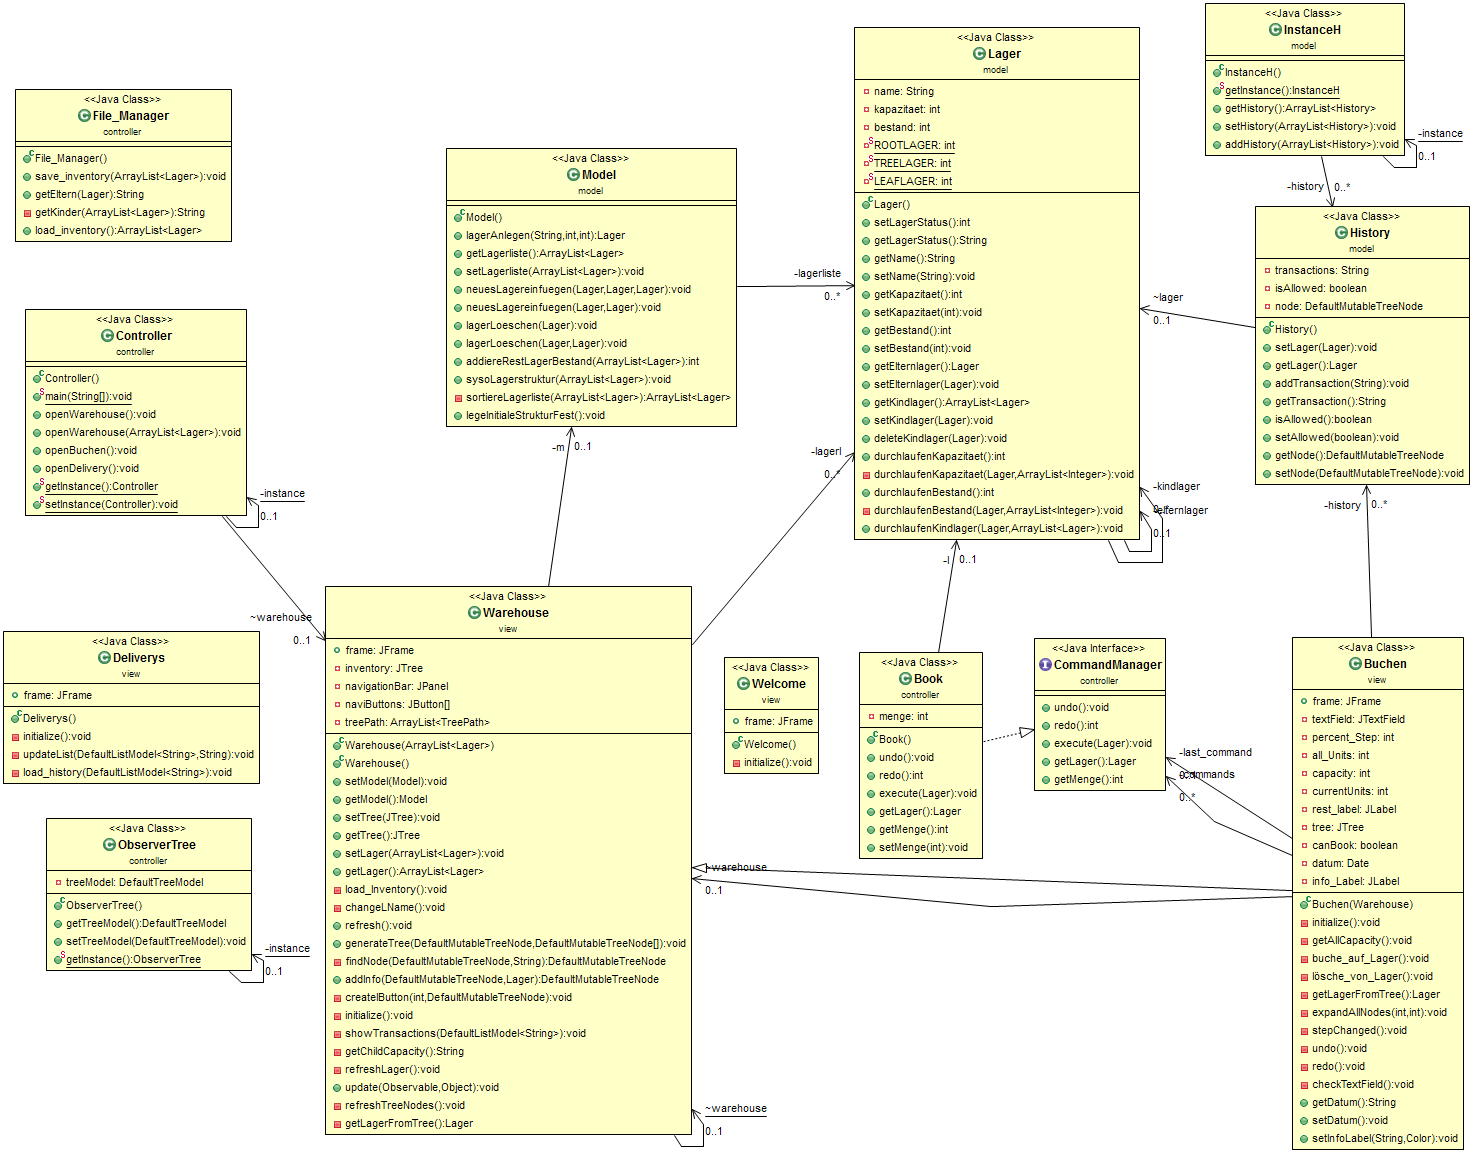 <<Java Class>>
File_Manager
controller
File_Manager()
save_inventory(ArrayList<Lager>):void
getEltern(Lager):String
getKinder(ArrayList<Lager>):String
load_inventory():ArrayList<Lager>
<<Java Class>>
Controller
controller
Controller()
main(String[]):void
openWarehouse():void
openWarehouse(ArrayList<Lager>):void
openBuchen():void
openDelivery():void
getInstance():Controller
setInstance(Controller):void
-instance
0..1
~warehouse
0..1
<<Java Class>>
Deliverys
view
frame: JFrame
Deliverys()
initialize():void
updateList(DefaultListModel<String>,String):void
load_history(DefaultListModel<String>):void
<<Java Class>>
ObserverTree
controller
treeModel: DefaultTreeModel
ObserverTree()
getTreeModel():DefaultTreeModel
setTreeModel(DefaultTreeModel):void
getInstance():ObserverTree
-instance
0..1
<<Java Class>>
Model
model
Model()
lagerAnlegen(String,int,int):Lager
getLagerliste():ArrayList<Lager>
setLagerliste(ArrayList<Lager>):void
neuesLagereinfuegen(Lager,Lager,Lager):void
neuesLagereinfuegen(Lager,Lager):void
lagerLoeschen(Lager):void
lagerLoeschen(Lager,Lager):void
addiereRestLagerBestand(ArrayList<Lager>):int
sysoLagerstruktur(ArrayList<Lager>):void
sortiereLagerliste(ArrayList<Lager>):ArrayList<Lager>
legeInitialeStrukturFest():void
-lagerliste
0..*
-m
0..1
<<Java Class>>
Warehouse
view
frame: JFrame
inventory: JTree
navigationBar: JPanel
naviButtons: JButton[]
treePath: ArrayList<TreePath>
Warehouse(ArrayList<Lager>)
Warehouse()
setModel(Model):void
getModel():Model
setTree(JTree):void
getTree():JTree
setLager(ArrayList<Lager>):void
getLager():ArrayList<Lager>
load_Inventory():void
changeLName():void
refresh():void
generateTree(DefaultMutableTreeNode,DefaultMutableTreeNode[]):void
findNode(DefaultMutableTreeNode,String):DefaultMutableTreeNode
addInfo(DefaultMutableTreeNode,Lager):DefaultMutableTreeNode
createIButton(int,DefaultMutableTreeNode):void
initialize():void
showTransactions(DefaultListModel<String>):void
getChildCapacity():String
refreshLager():void
update(Observable,Object):void
refreshTreeNodes():void
getLagerFromTree():Lager
~warehouse
0..1
-lagerl
0..*
<<Java Class>>
Lager
model
name: String
kapazitaet: int
bestand: int
ROOTLAGER: int
TREELAGER: int
LEAFLAGER: int
Lager()
setLagerStatus():int
getLagerStatus():String
getName():String
setName(String):void
getKapazitaet():int
setKapazitaet(int):void
getBestand():int
setBestand(int):void
getElternlager():Lager
setElternlager(Lager):void
getKindlager():ArrayList<Lager>
setKindlager(Lager):void
deleteKindlager(Lager):void
durchlaufenKapazitaet():int
durchlaufenKapazitaet(Lager,ArrayList<Integer>):void
durchlaufenBestand():int
durchlaufenBestand(Lager,ArrayList<Integer>):void
durchlaufenKindlager(Lager,ArrayList<Lager>):void
-kindlager
0..1
-l
0..1
<<Java Class>>
InstanceH
model
InstanceH()
getInstance():InstanceH
getHistory():ArrayList<History>
setHistory(ArrayList<History>):void
addHistory(ArrayList<History>):void
-instance
0..1
-history
0..*
<<Java Class>>
History
model
transactions: String
isAllowed: boolean
node: DefaultMutableTreeNode
History()
setLager(Lager):void
getLager():Lager
addTransaction(String):void
getTransaction():String
isAllowed():boolean
setAllowed(boolean):void
getNode():DefaultMutableTreeNode
setNode(DefaultMutableTreeNode):void
~lager
0..1
-history
0..*
<<Java Class>>
Welcome
view
frame: JFrame
Welcome()
initialize():void
<<Java Class>>
Book
controller
menge: int
Book()
undo():void
redo():int
execute(Lager):void
getLager():Lager
getMenge():int
setMenge(int):void
<<Java Interface>>
CommandManager
controller
undo():void
redo():int
execute(Lager):void
getLager():Lager
getMenge():int
-last_command
0..*
~warehouse
0..1
<<Java Class>>
Buchen
view
frame: JFrame
textField: JTextField
percent_Step: int
all_Units: int
capacity: int
currentUnits: int
rest_label: JLabel
tree: JTree
canBook: boolean
datum: Date
info_Label: JLabel
Buchen(Warehouse)
initialize():void
getAllCapacity():void
buche_auf_Lager():void
lösche_von_Lager():void
getLagerFromTree():Lager
expandAllNodes(int,int):void
stepChanged():void
undo():void
redo():void
checkTextField():void
getDatum():String
setDatum():void
setInfoLabel(String,Color):void